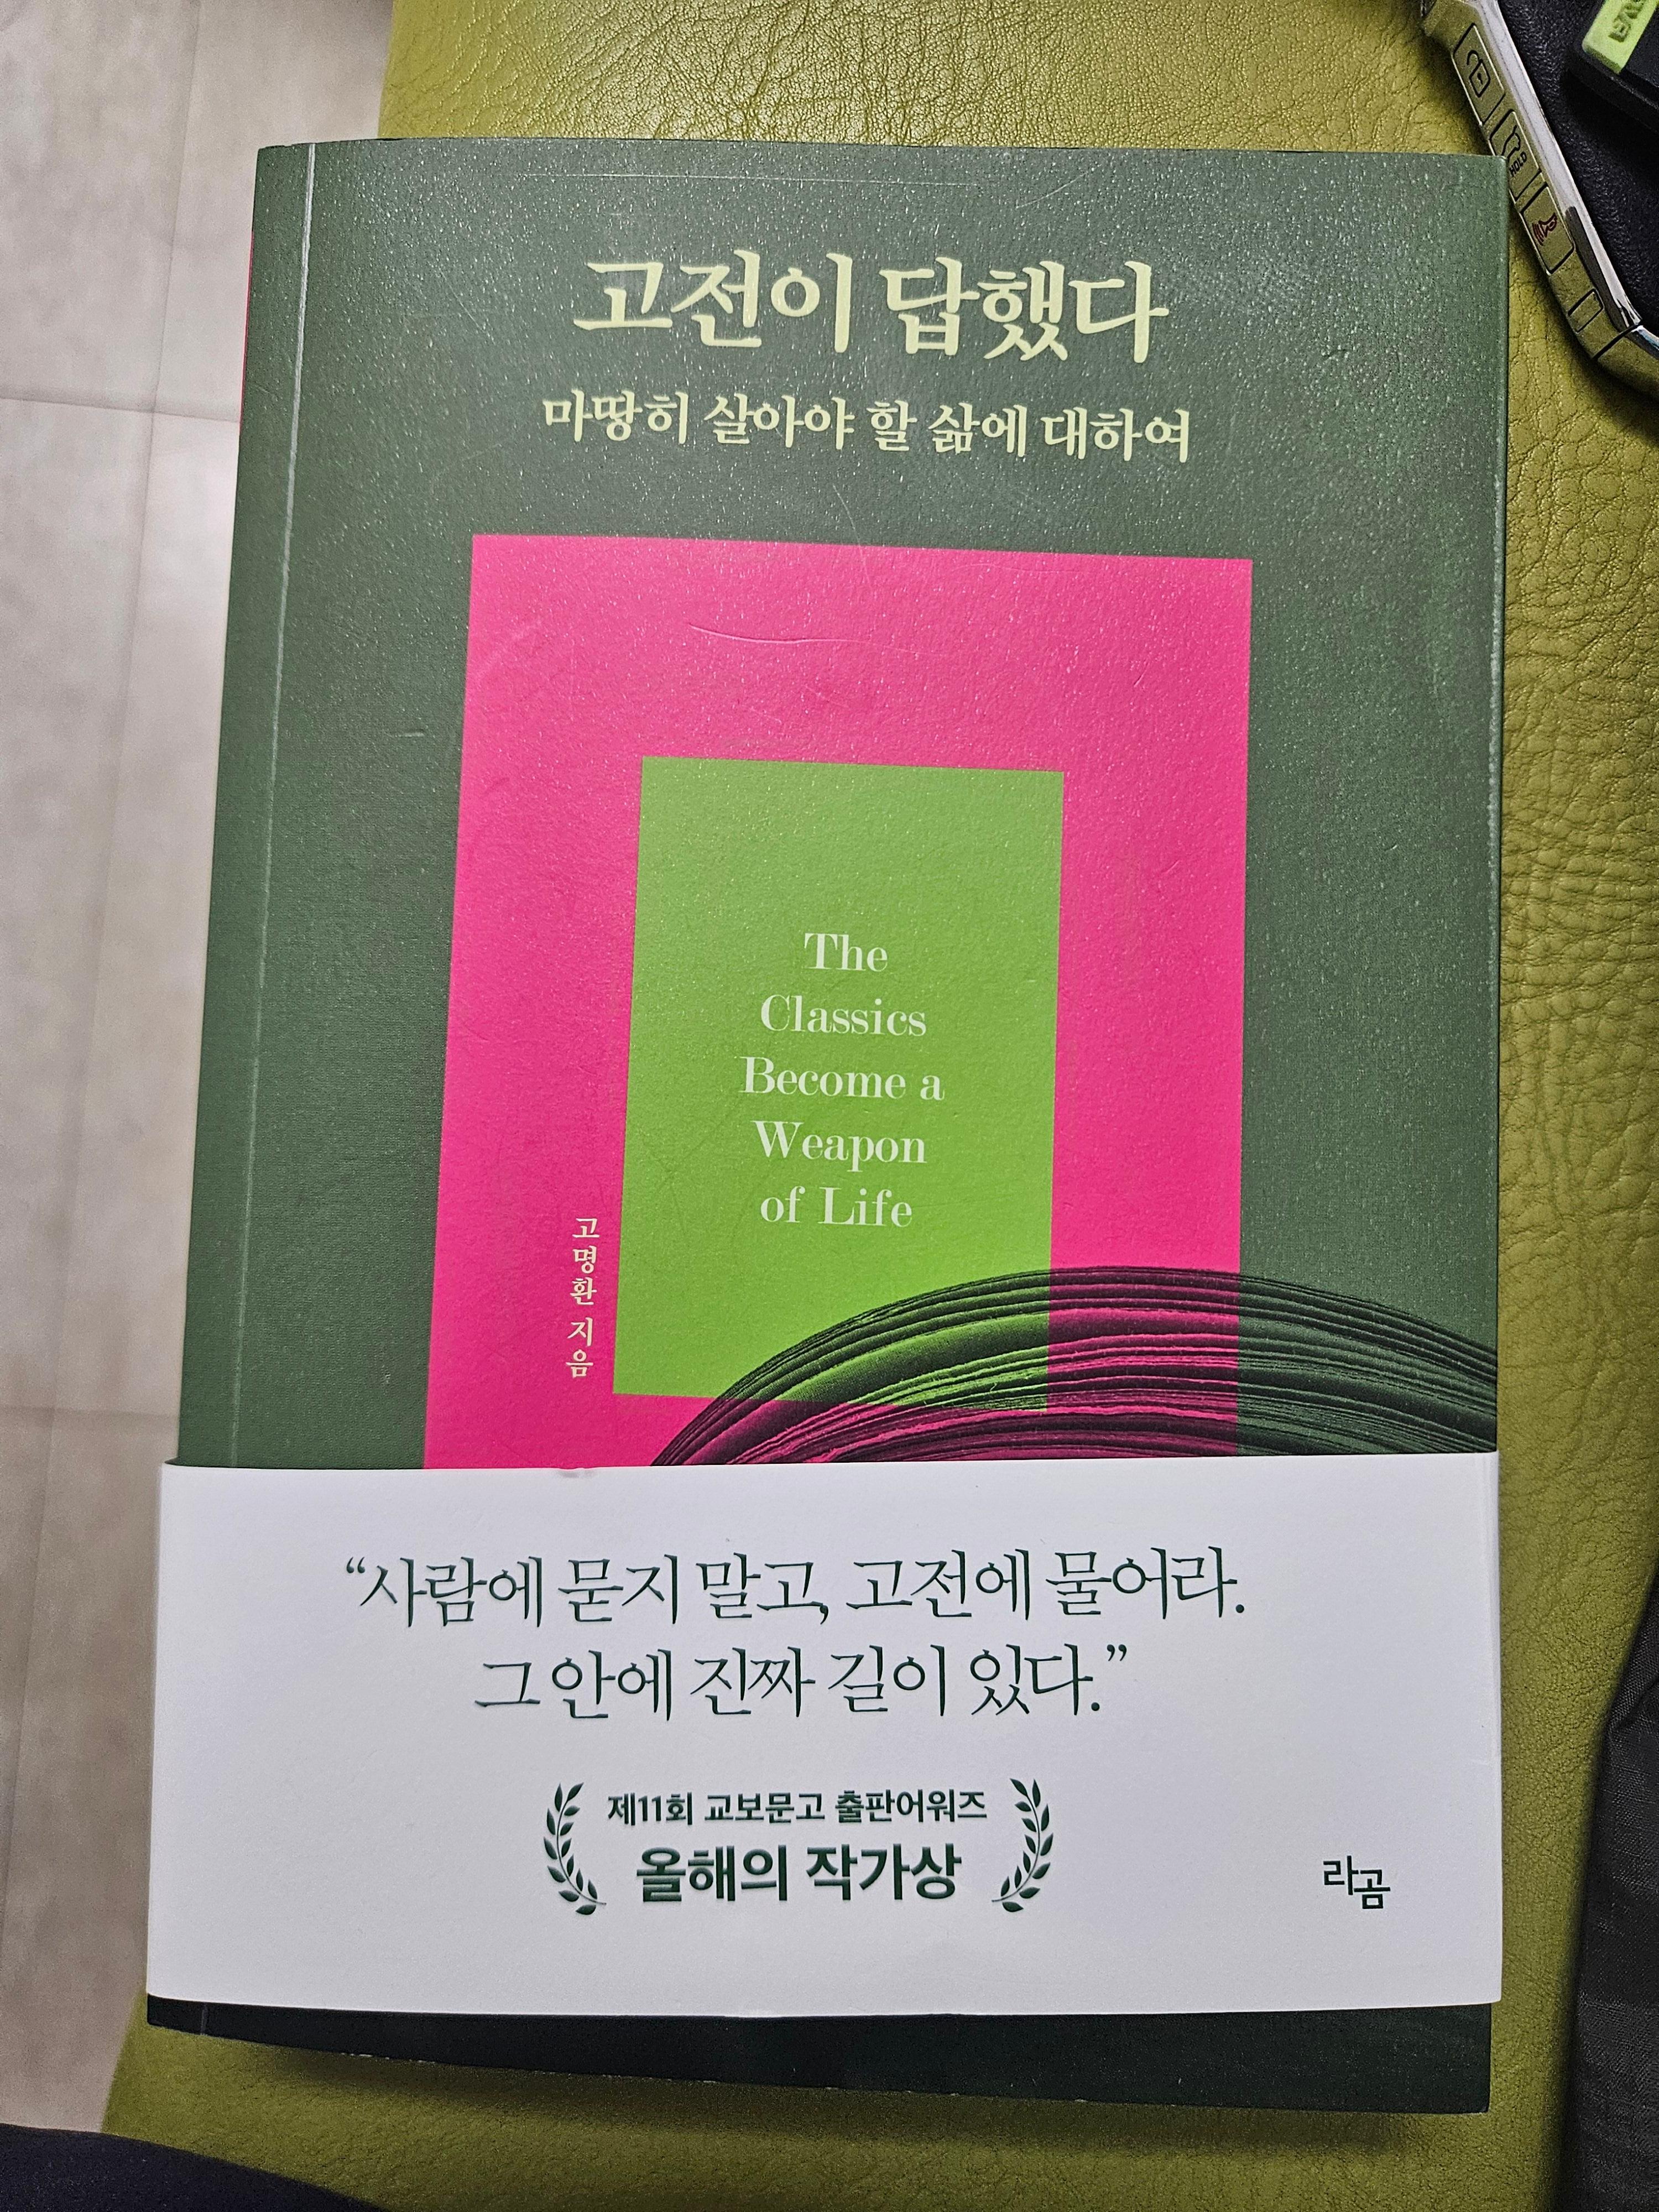 고전이 답했다
마땅히 살아야 할 삶에 대하여
The
Classics
Become a
Weapon
of Life
고명환 지음
“사람에 묻지 말고, 고전에 물어라.
그 안에 진짜 길이 있다.”
제11회 교보문고 출판어워즈
올해의 작가상
라곰
HOLD